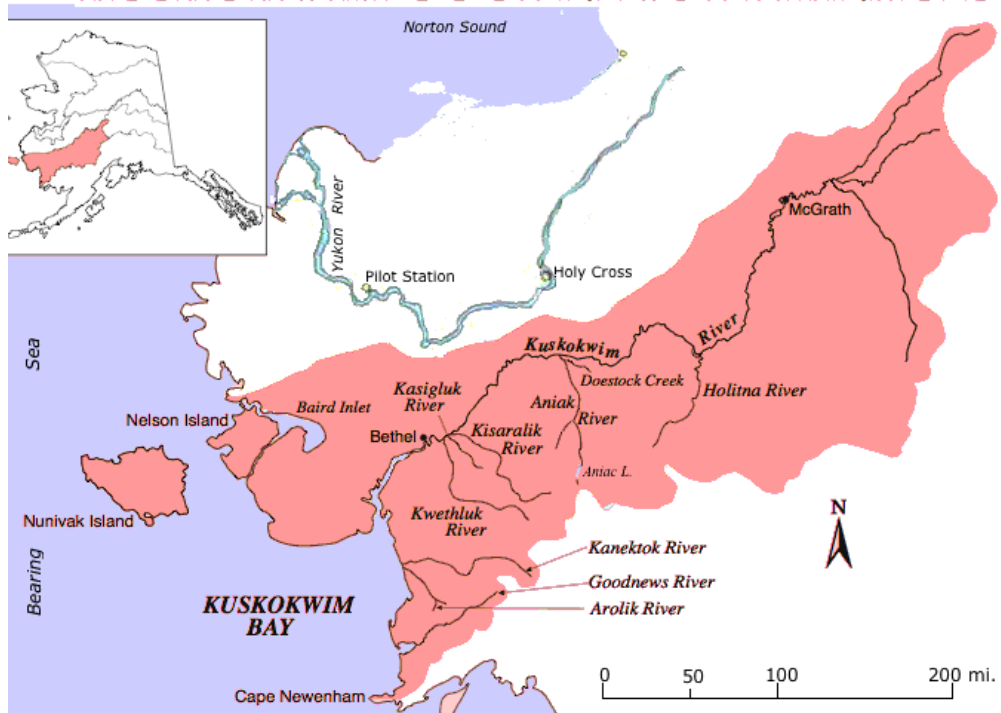 Norton Sound
Yukon River
McGrath
Pilot Station
Holy Cross
Kuskokwim River
Sea
Doestock Creek
Kasigluk
River
Holitna River
Baird Inlet
Aniak
River
Nelson Island
Bethel
Kisaralik
River
Aniac L.
Nunivak Island
Kwethluk
River
N
Kanektok River
Bearing
Goodnews River
KUSKOKWIM
BAY
Arolik River
0 50 100 200 mi.
Cape Newenham